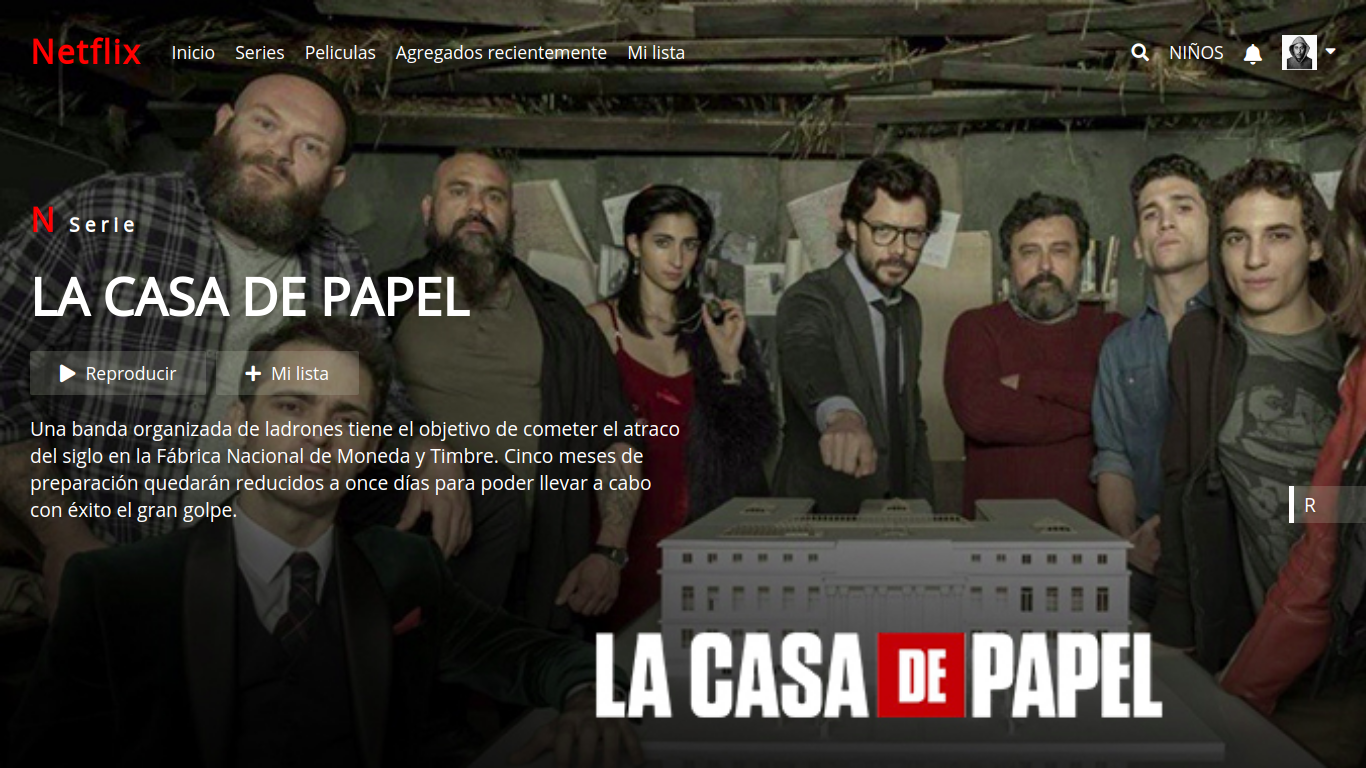 Netflix Inicio Series Peliculas Agregados recientemente Mi lista NIÑOS
N Serie
LA CASA DE PAPEL
Reproducir Mi lista
Una banda organizada de ladrones tiene el objetivo de cometer el atraco
del siglo en la Fábrica Nacional de Moneda y Timbre. Cinco meses de
preparación quedarán reducidos a once días para poder llevar a cabo
con éxito el gran golpe.
R
LA CASA DE PAPEL